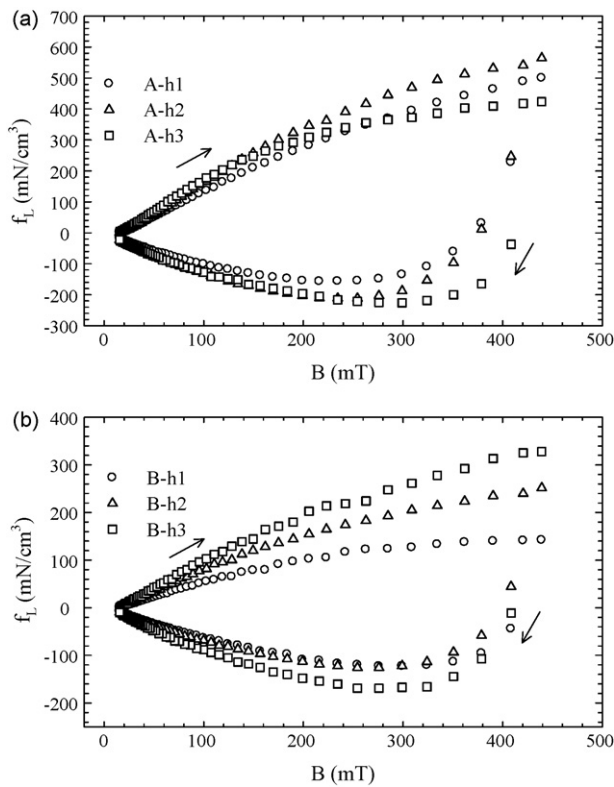 (a)
700
600
500
400
300
200
100
0
-100
-200
-300
f_L (mN/cm³)
○ A-h1
△ A-h2
□ A-h3
0 100 200 300 400 500
B (mT)
(b)
400
300
200
100
0
-100
-200
f_L (mN/cm³)
○ B-h1
△ B-h2
□ B-h3
0 100 200 300 400 500
B (mT)